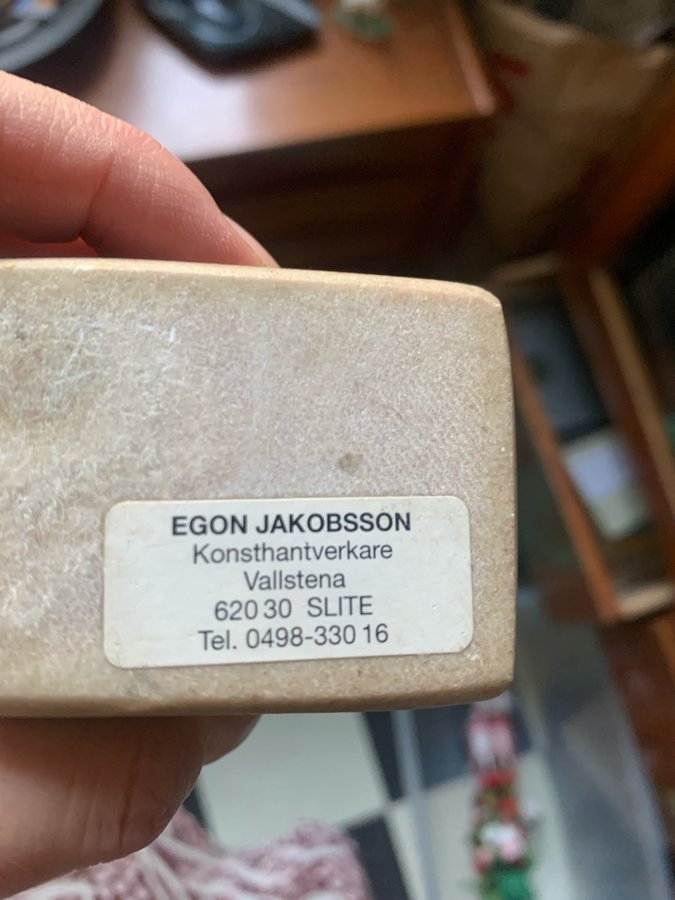 EGON JAKOBSSON
Konsthantverkare
Vallstena
620 30 SLITE
Tel. 0498-330 16